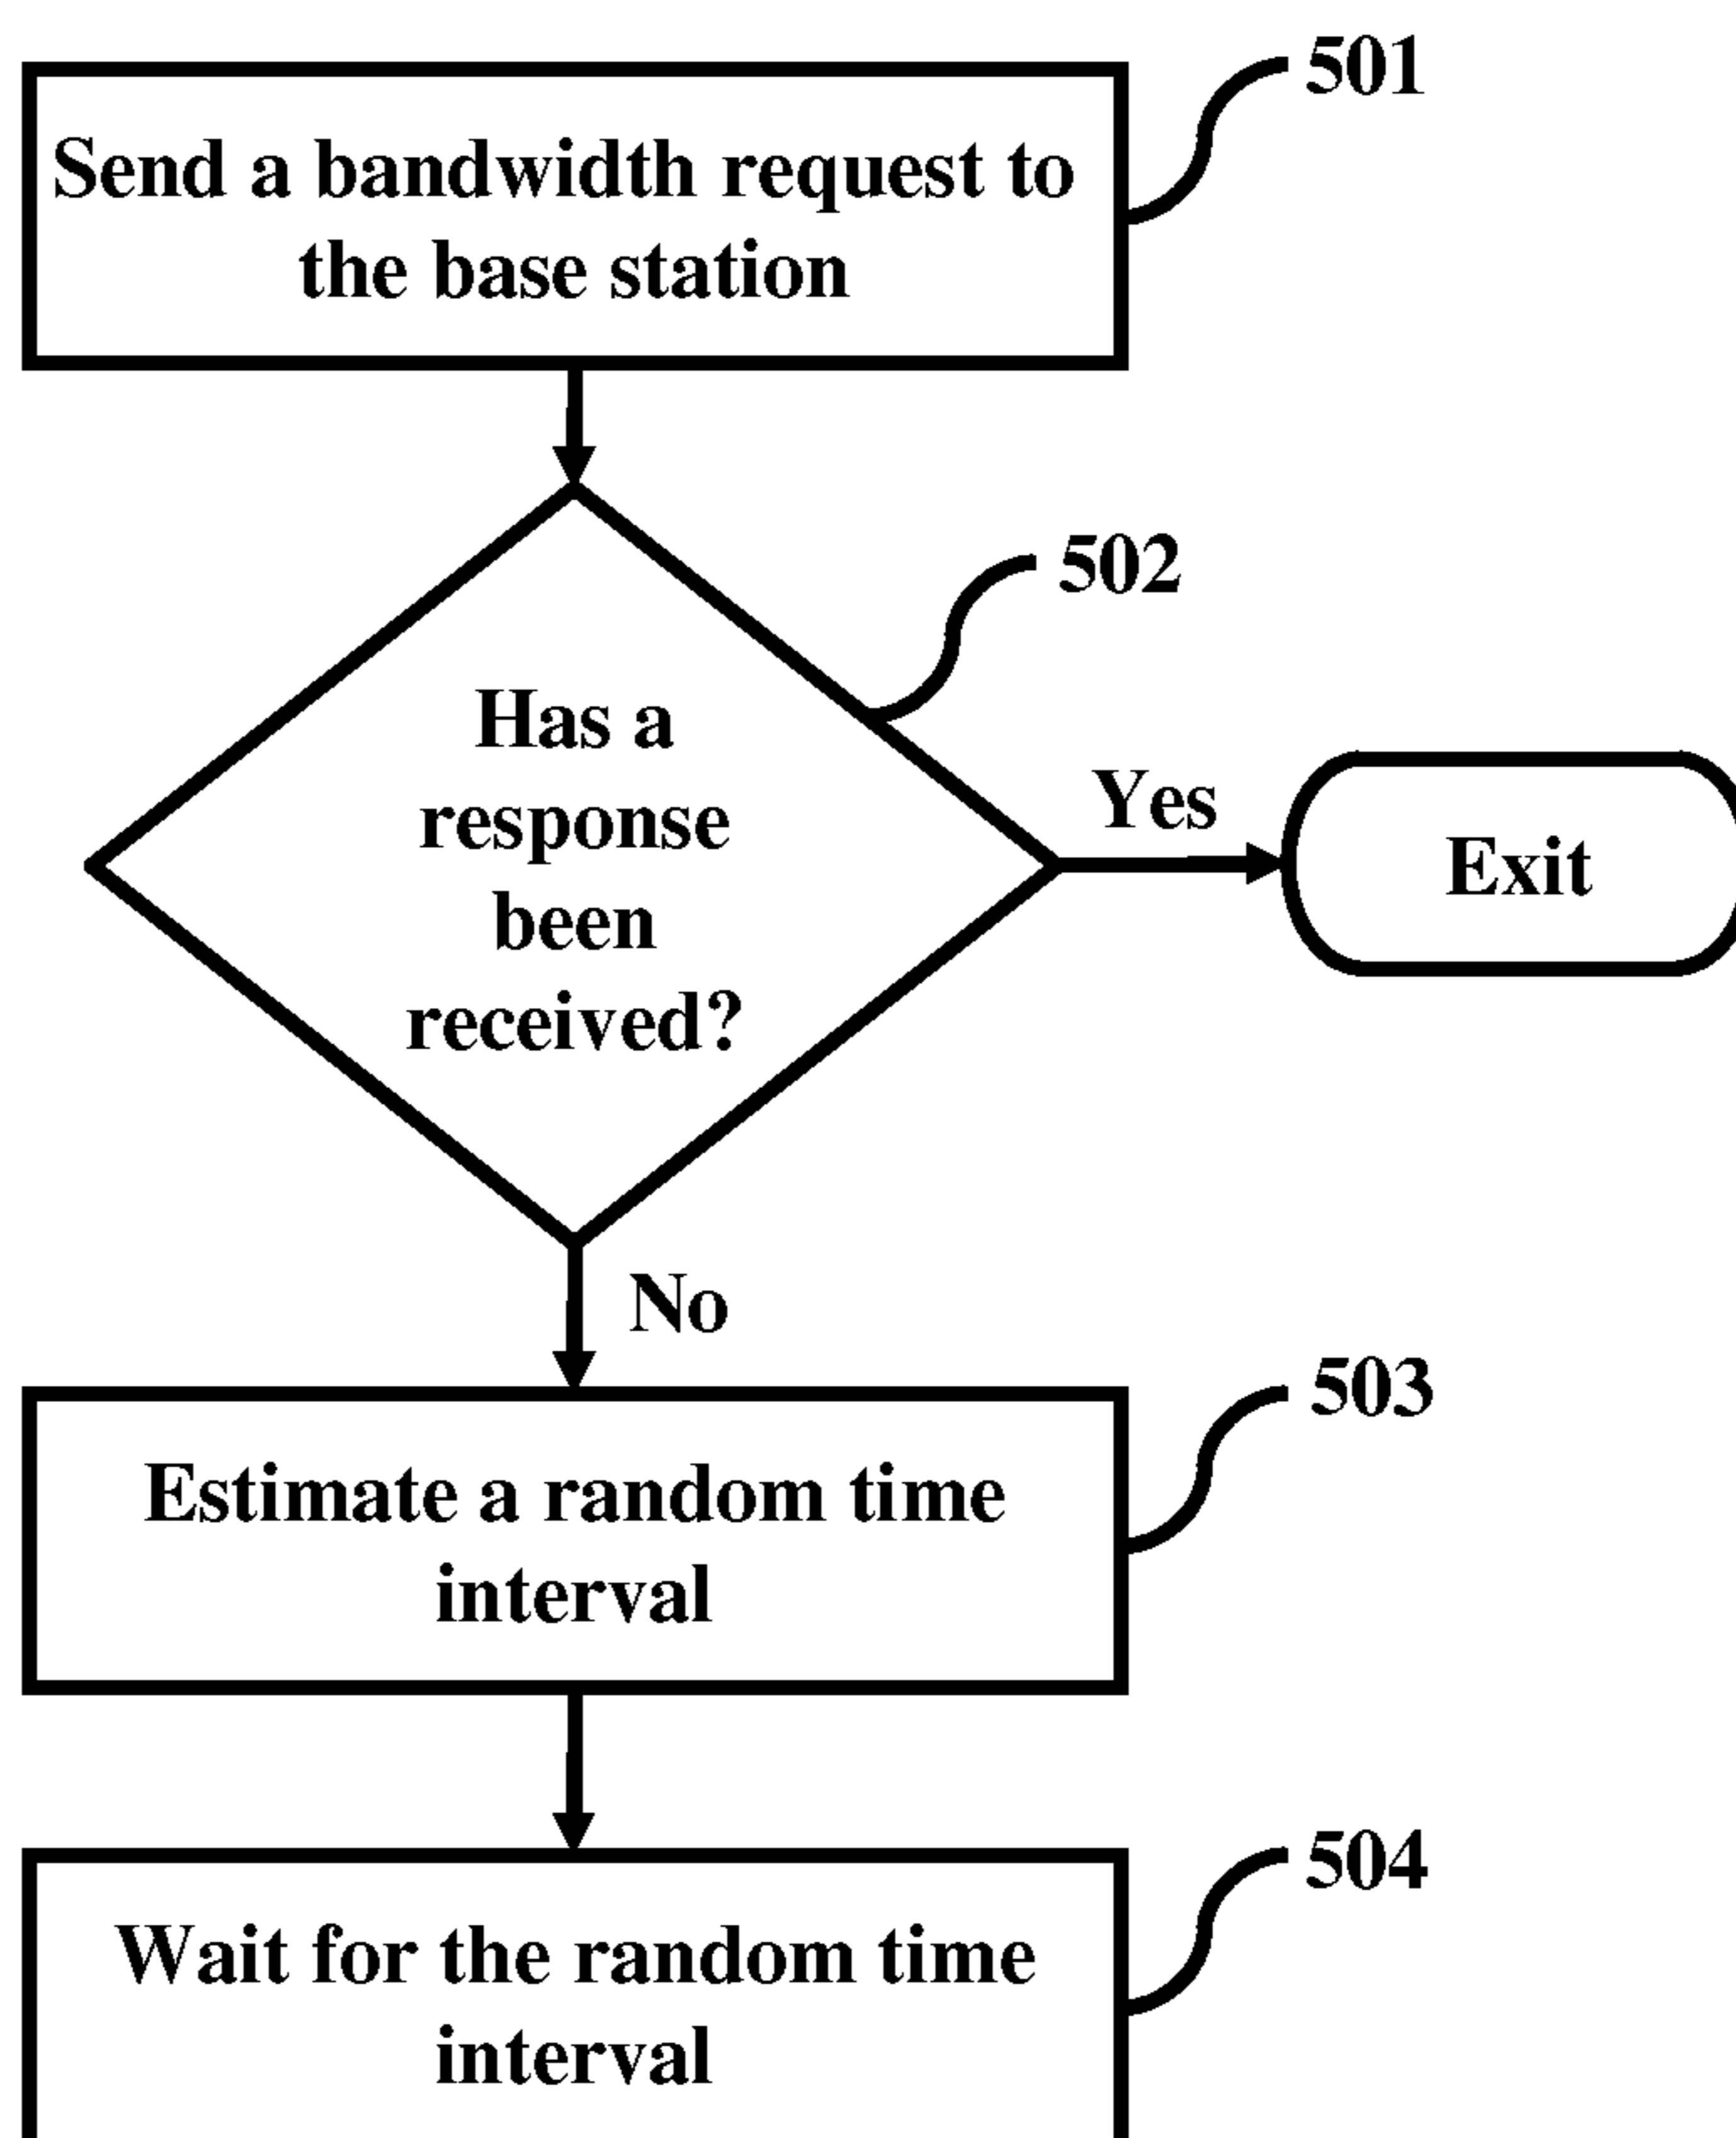 501
Send a bandwidth request to
the base station
502
Has a
response
been
received?
Yes
Exit
No
503
Estimate a random time
interval
504
Wait for the random time
interval